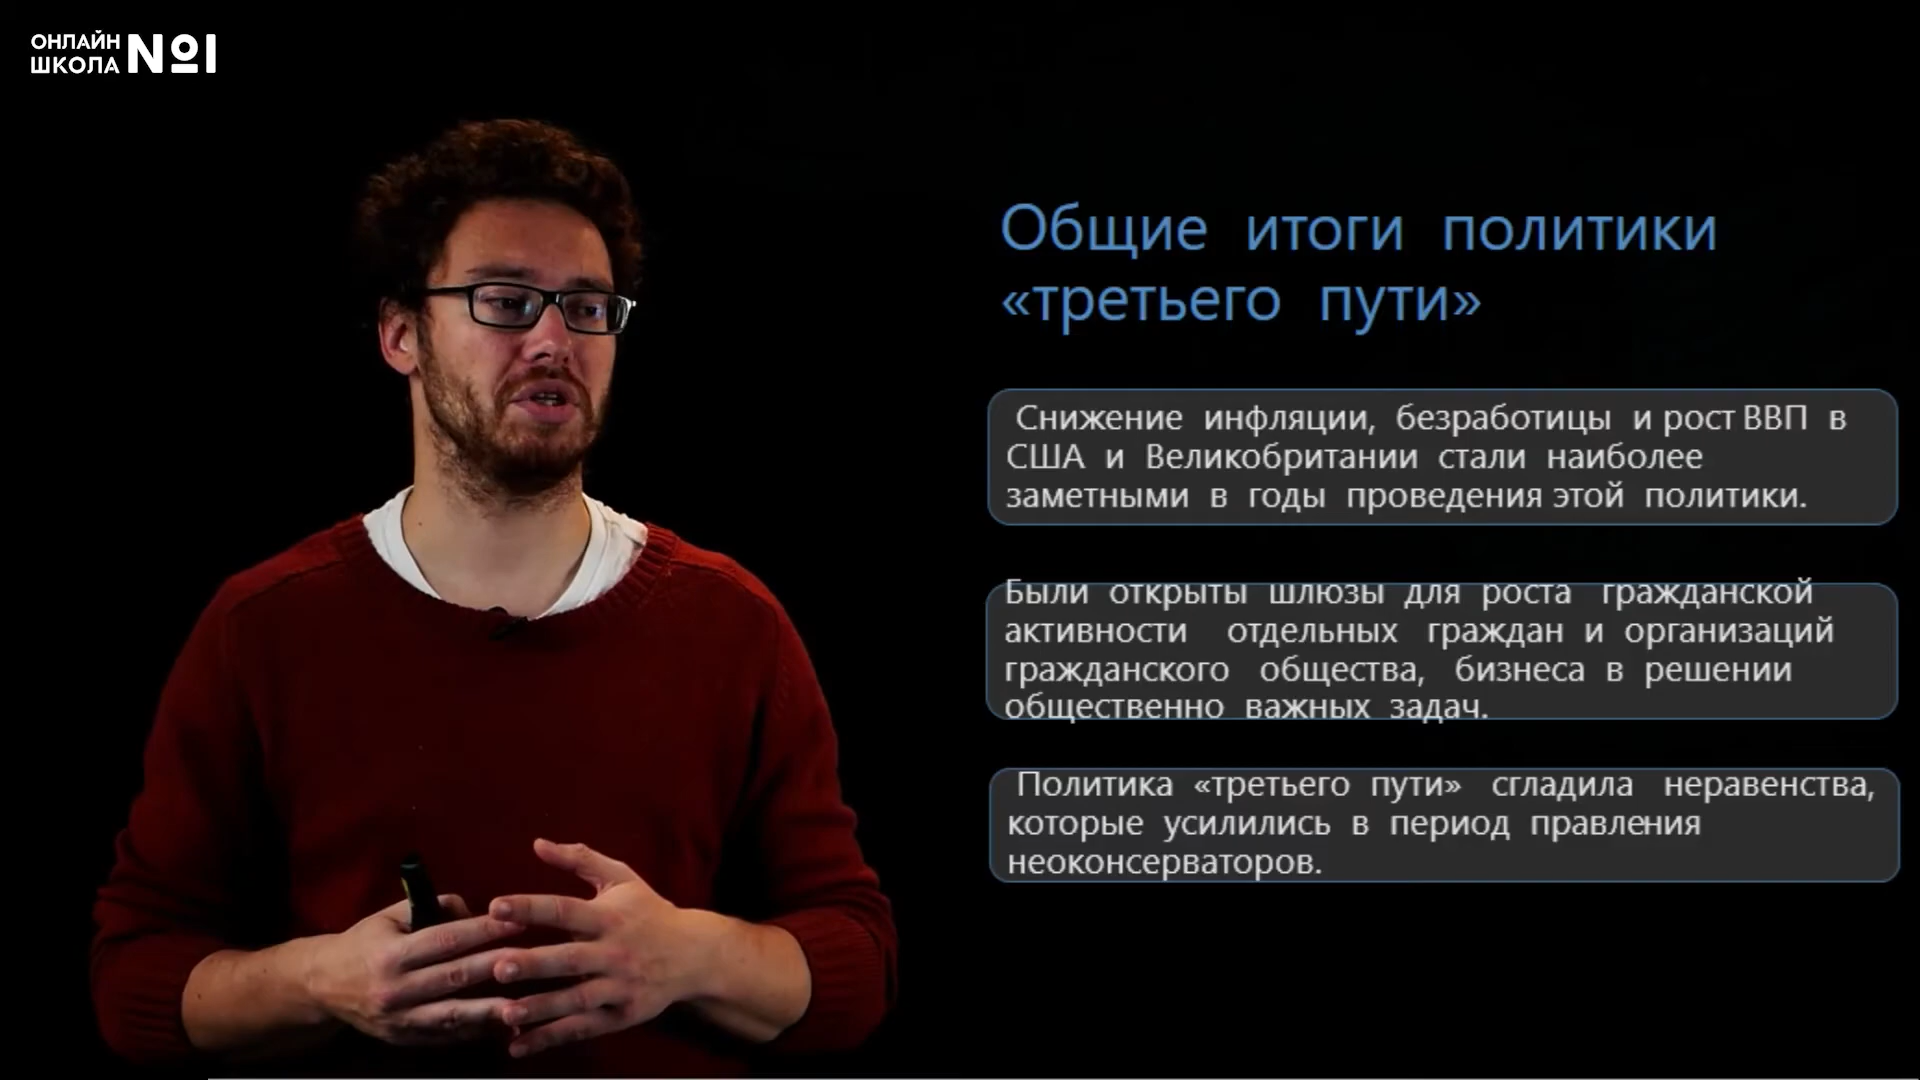 ОНЛАЙН
ШКОЛА №1
Общие итоги политики
«третьего пути»
Снижение инфляции, безработицы и рост ВВП в
США и Великобритании стали наиболее
заметными в годы проведения этой политики.
Были открыты шлюзы для роста гражданской
активности отдельных граждан и организаций
гражданского общества, бизнеса в решении
общественно важных задач.
Политика «третьего пути» сгладила неравенства,
которые усилились в период правления
неоконсерваторов.